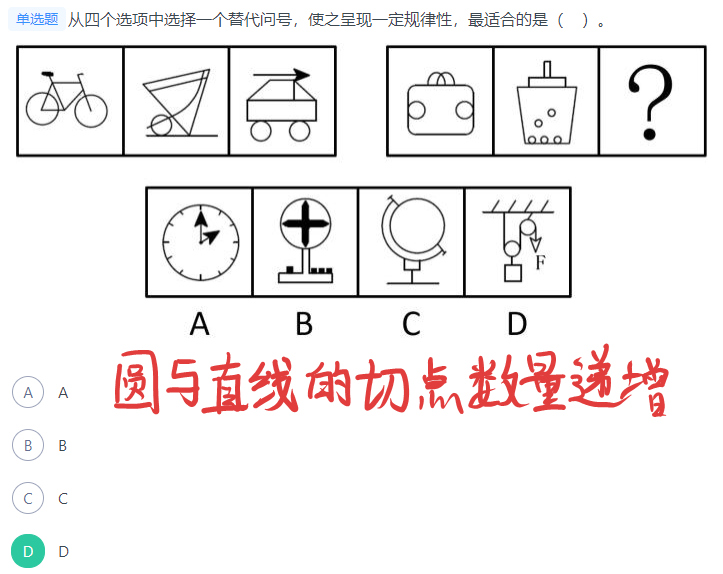 单选题 从四个选项中选择一个替代问号，使之呈现一定规律性，最适合的是（ ）。
?
F
A B C D
圆与直线的切点数量递增
A A
B B
C C
D D